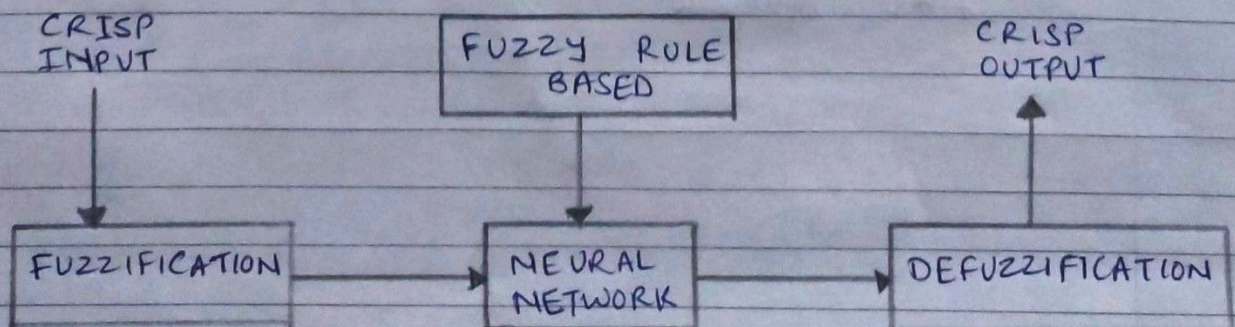 CRISP
INPUT
FUZZY RULE
BASED
CRISP
OUTPUT
FUZZIFICATION
NEURAL
NETWORK
DEFUZZIFICATION